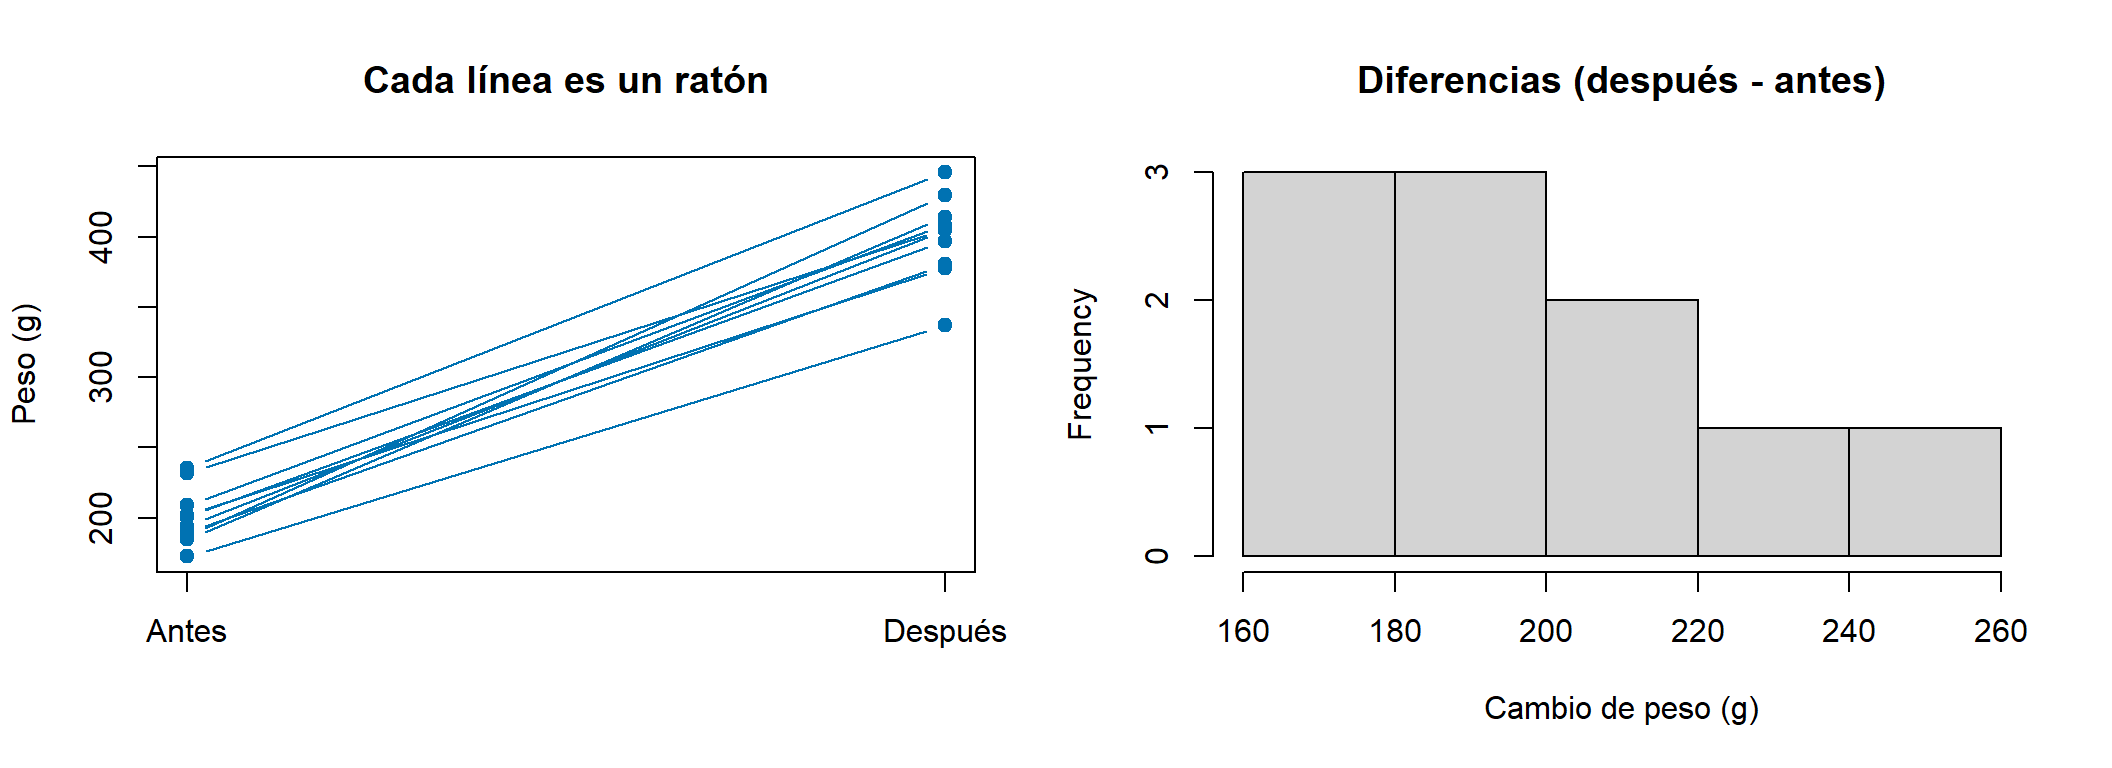 Cada línea es un ratón
Peso (g)
400
300
200
Antes Después
Diferencias (después - antes)
Frequency
3
2
1
0
160 180 200 220 240 260
Cambio de peso (g)